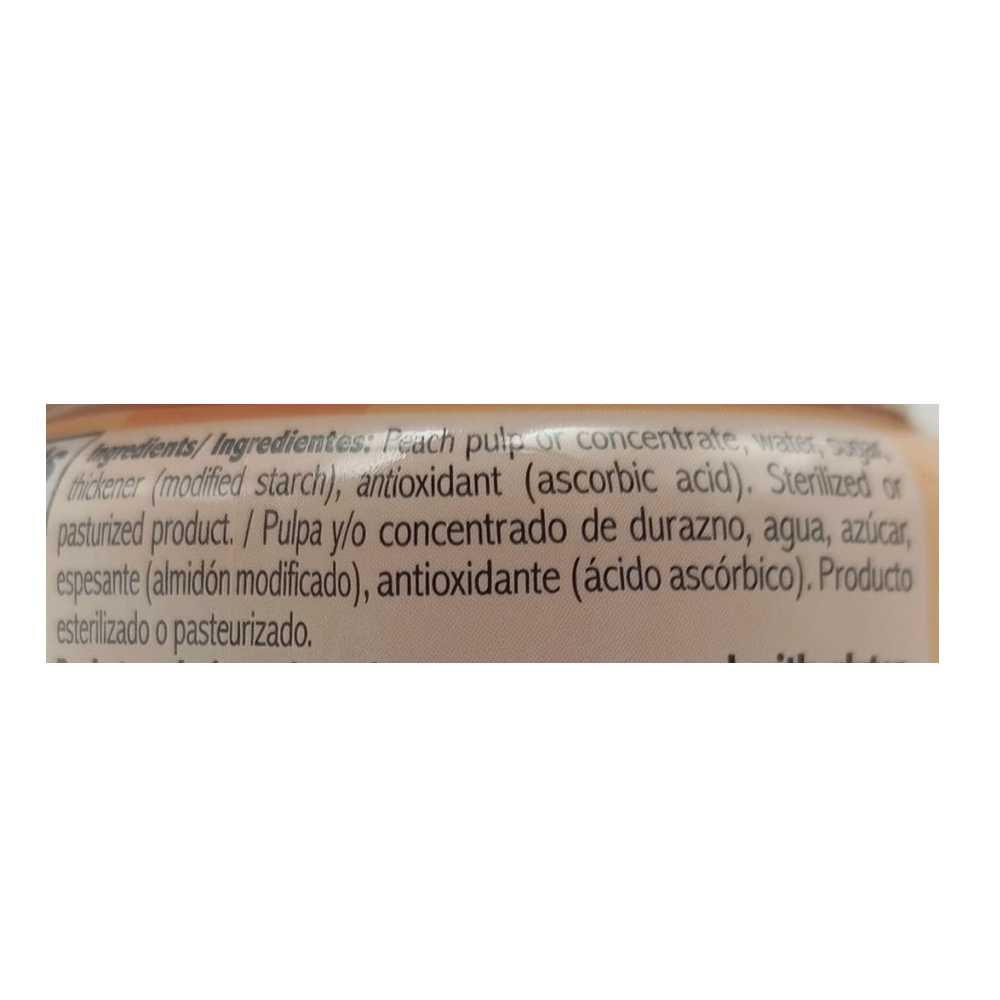 Ingredients/ Ingredientes: Peach pulp or concentrate, water, sugar,
thickener (modified starch), antioxidant (ascorbic acid). Sterilized or
pasturized product. / Pulpa y/o concentrado de durazno, agua, azúcar,
espesante (almidón modificado), antioxidante (ácido ascórbico). Producto
esterilizado o pasteurizado.